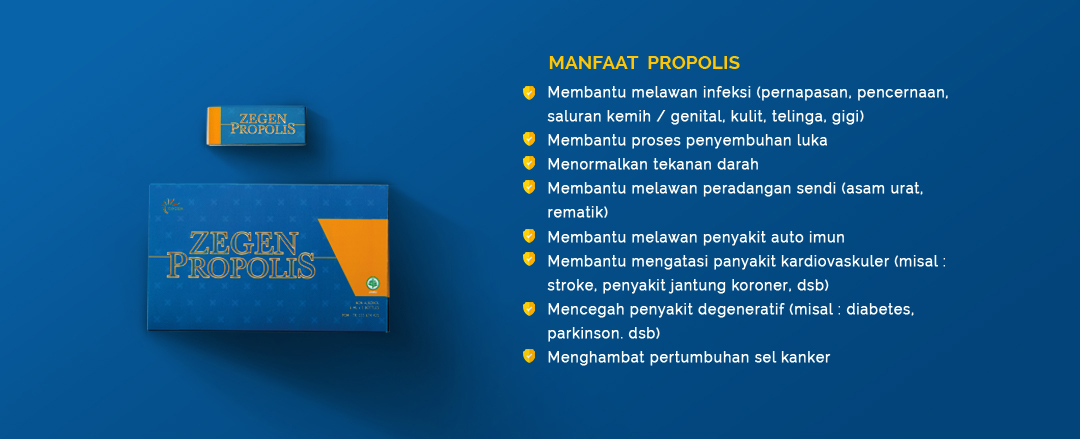 MANFAAT PROPOLIS
Membantu melawan infeksi (pernapasan, pencernaan,
saluran kemih / genital, kulit, telinga, gigi)
Membantu proses penyembuhan luka
Menormalkan tekanan darah
Membantu melawan peradangan sendi (asam urat,
rematik)
Membantu melawan penyakit auto imun
Membantu mengatasi panyakit kardiovaskuler (misal :
stroke, penyakit jantung koroner, dsb)
Mencegah penyakit degeneratif (misal : diabetes,
parkinson. dsb)
Menghambat pertumbuhan sel kanker
ZEGEN
PROPOLIS
ZEGEN
PROPOLIS